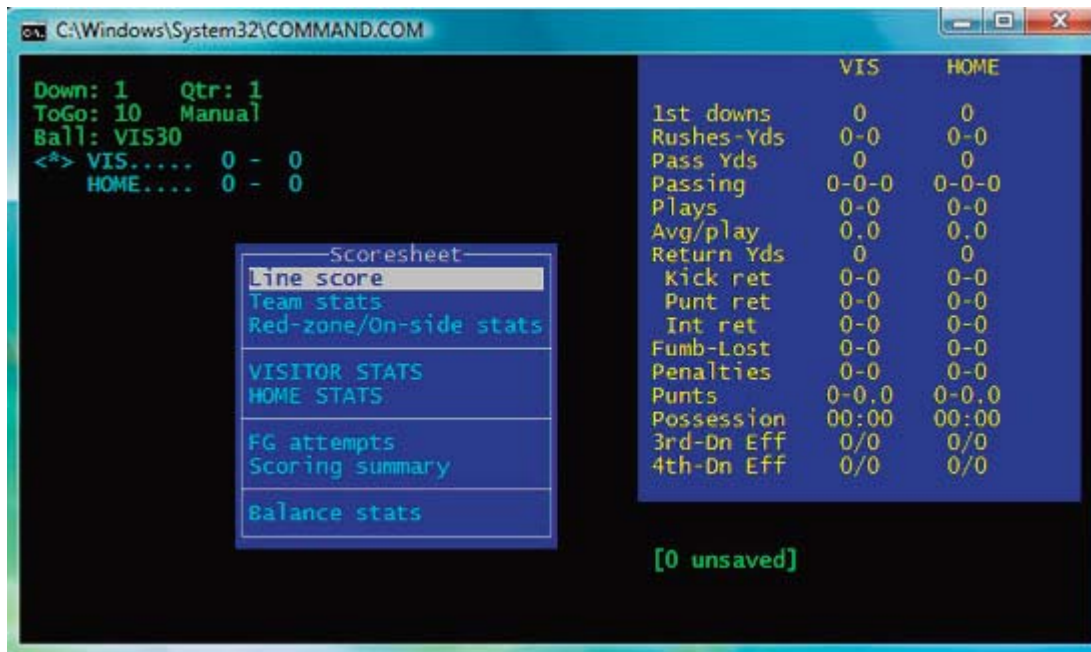 C:\Windows\System32\COMMAND.COM
Down: 1 Qtr: 1
ToGo: 10 Manual
Ball: VIS30
<*> VIS..... 0 - 0
HOME.... 0 - 0
Scoresheet
Line score
Team stats
Red-zone/On-side stats
VISITOR STATS
HOME STATS
FG attempts
Scoring summary
Balance stats
VIS HOME
1st downs 0 0
Rushes-Yds 0-0 0-0
Pass Yds 0 0
Passing 0-0-0 0-0-0
Plays 0-0 0-0
Avg/play 0.0 0.0
Return Yds 0 0
Kick ret 0-0 0-0
Punt ret 0-0 0-0
Int ret 0-0 0-0
Fumb-Lost 0-0 0-0
Penalties 0-0 0-0
Punts 0-0.0 0-0.0
Possession 00:00 00:00
3rd-Dn Eff 0/0 0/0
4th-Dn Eff 0/0 0/0
[0 unsaved]